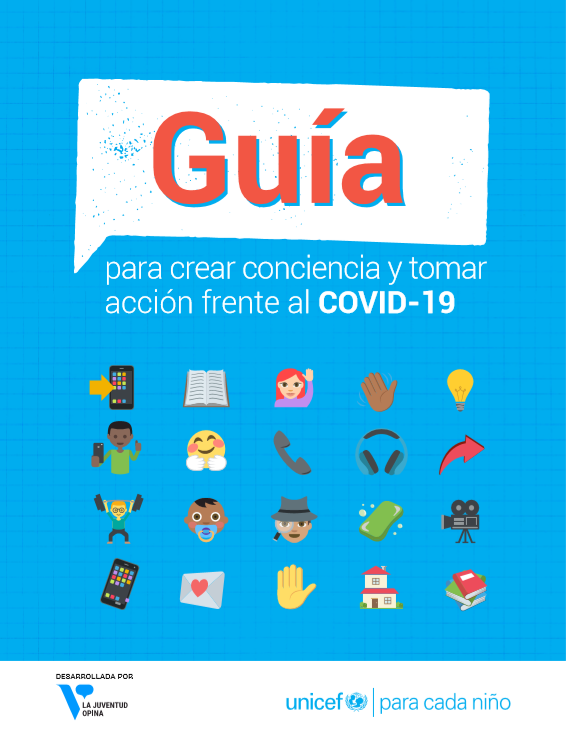 Guía
para crear conciencia y tomar
acción frente al COVID-19
DESARROLLADA POR
LA JUVENTUD
OPINA
unicef para cada niño